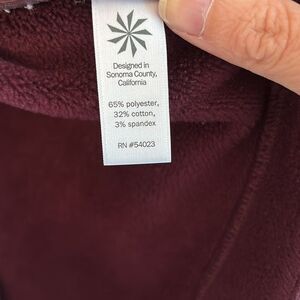 Designed in
Sonoma County,
California
65% polyester,
32% cotton,
3% spandex
RN #54023